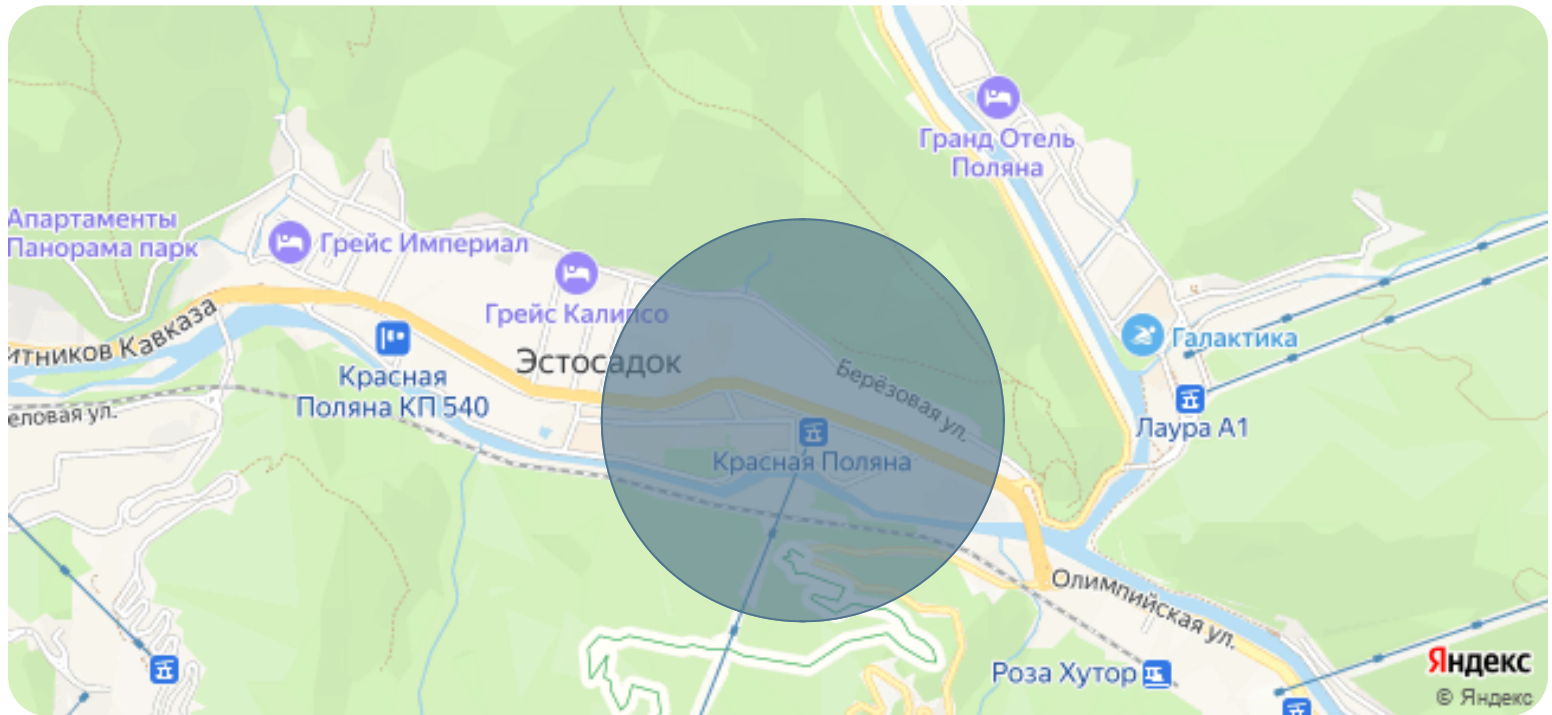 Гранд Отель
Поляна
Апартаменты
Панорама парк
Грейс Империал
Грейс Калипсо
итников Кавказа
Галактика
Эстосадок
Красная
Поляна КП 540
Берёзовая ул.
еловая ул.
Лаура А1
Красная Поляна
Олимпийская ул.
Роза Хутор
Яндекс
© Яндекс